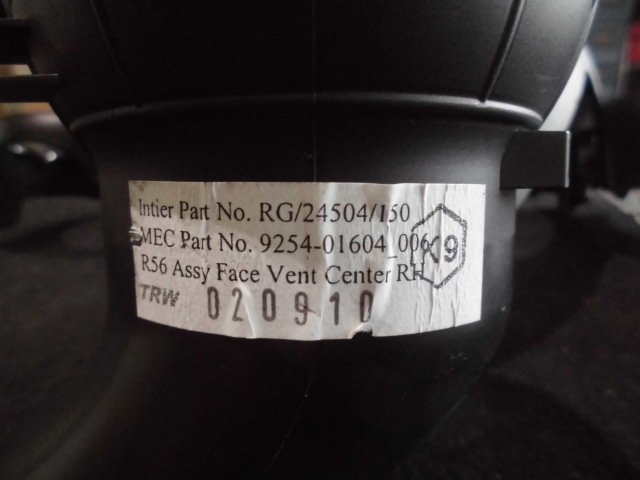 Intier Part No. RG/24504/150
MEC Part No. 9254-01604_006
K9
R56 Assy Face Vent Center RH
TRW 020910